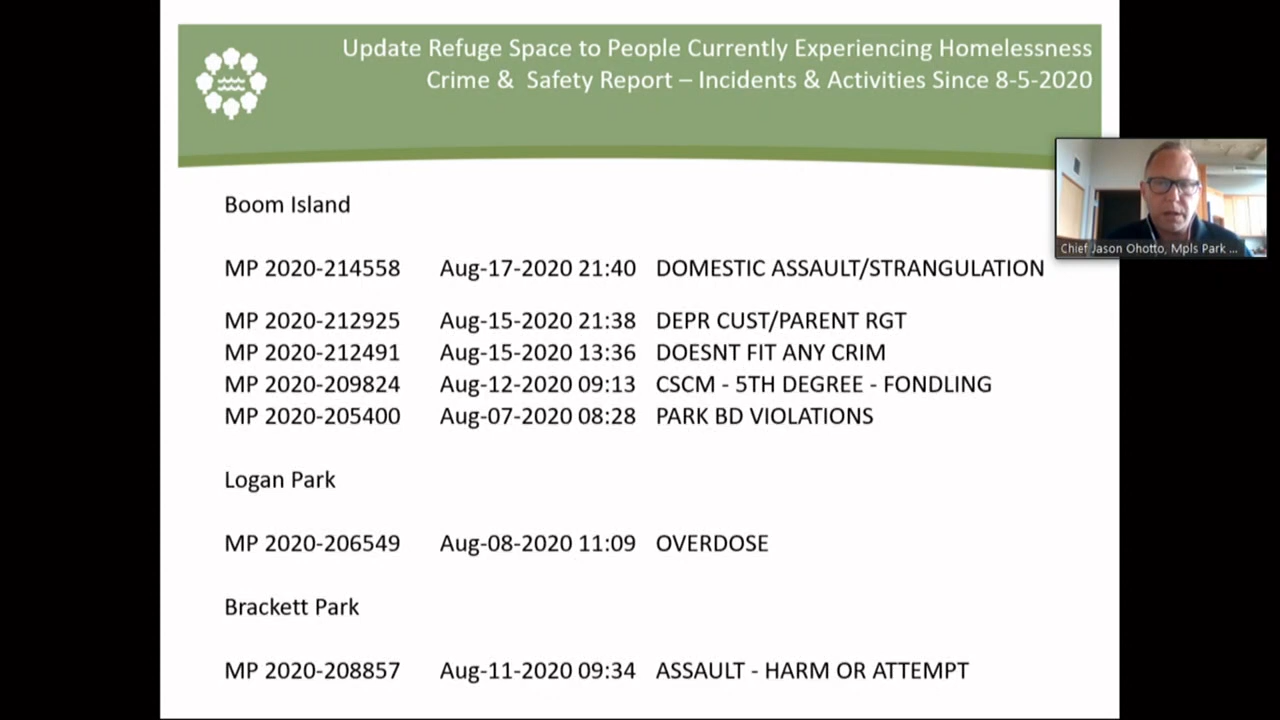 Update Refuge Space to People Currently Experiencing Homelessness
Crime & Safety Report – Incidents & Activities Since 8-5-2020
Chief Jason Ohotto, Mpls Park ...
Boom Island
MP 2020-214558 Aug-17-2020 21:40 DOMESTIC ASSAULT/STRANGULATION
MP 2020-212925 Aug-15-2020 21:38 DEPR CUST/PARENT RGT
MP 2020-212491 Aug-15-2020 13:36 DOESNT FIT ANY CRIM
MP 2020-209824 Aug-12-2020 09:13 CSCM - 5TH DEGREE - FONDLING
MP 2020-205400 Aug-07-2020 08:28 PARK BD VIOLATIONS
Logan Park
MP 2020-206549 Aug-08-2020 11:09 OVERDOSE
Brackett Park
MP 2020-208857 Aug-11-2020 09:34 ASSAULT - HARM OR ATTEMPT